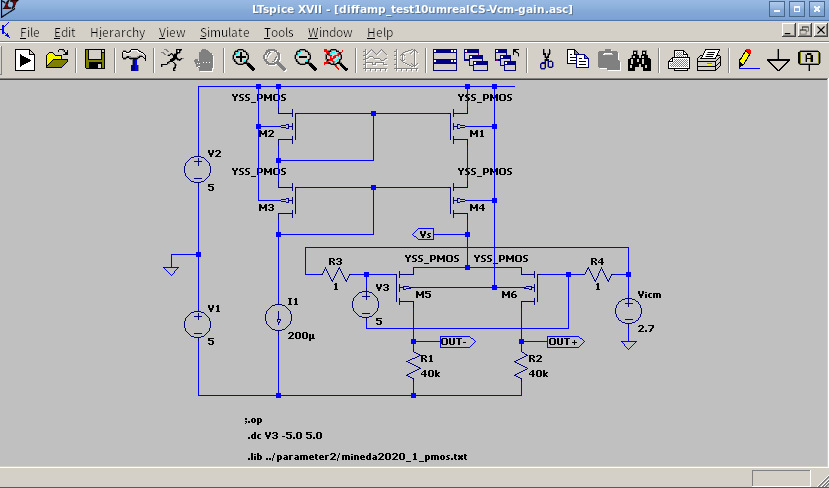 LTspice XVII - [diffamp_test10umrealCS-Vcm-gain.asc]
File Edit Hierarchy View Simulate Tools Window Help
YSS_PMOS YSS_PMOS
M2 M1
V2
5
YSS_PMOS YSS_PMOS
M3 M4
Vs
YSS_PMOS YSS_PMOS
R3 R4
1 1
V3 M5 M6 Vicm
5
2.7
V1
5
I1
200µ
OUT- OUT+
R1 R2
40k 40k
;.op
.dc V3 -5.0 5.0
.lib ../parameter2/mineda2020_1_pmos.txt